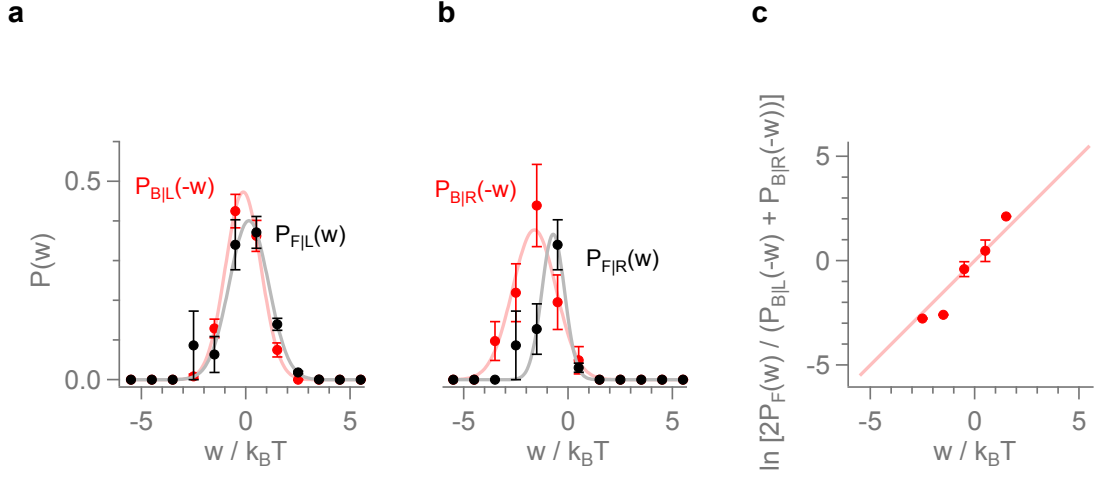 a
b
c
P(w)
0.5
0.0
P_B|L(-w)
P_F|L(w)
-5
0
5
w / k_BT
P_B|R(-w)
P_F|R(w)
-5
0
5
w / k_BT
ln [2P_F(w) / (P_B|L(-w) + P_B|R(-w))]
5
0
-5
-5
0
5
w / k_BT